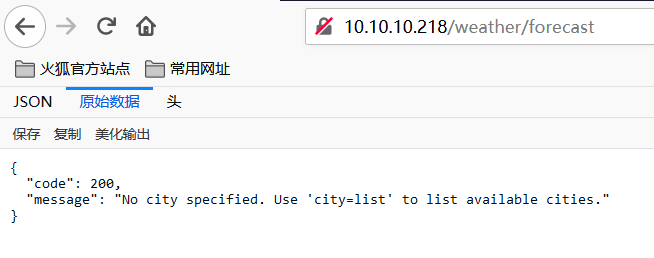 10.10.10.218/weather/forecast
火狐官方站点 常用网址
JSON 原始数据 头
保存 复制 美化输出
{
"code": 200,
"message": "No city specified. Use 'city=list' to list available cities."
}